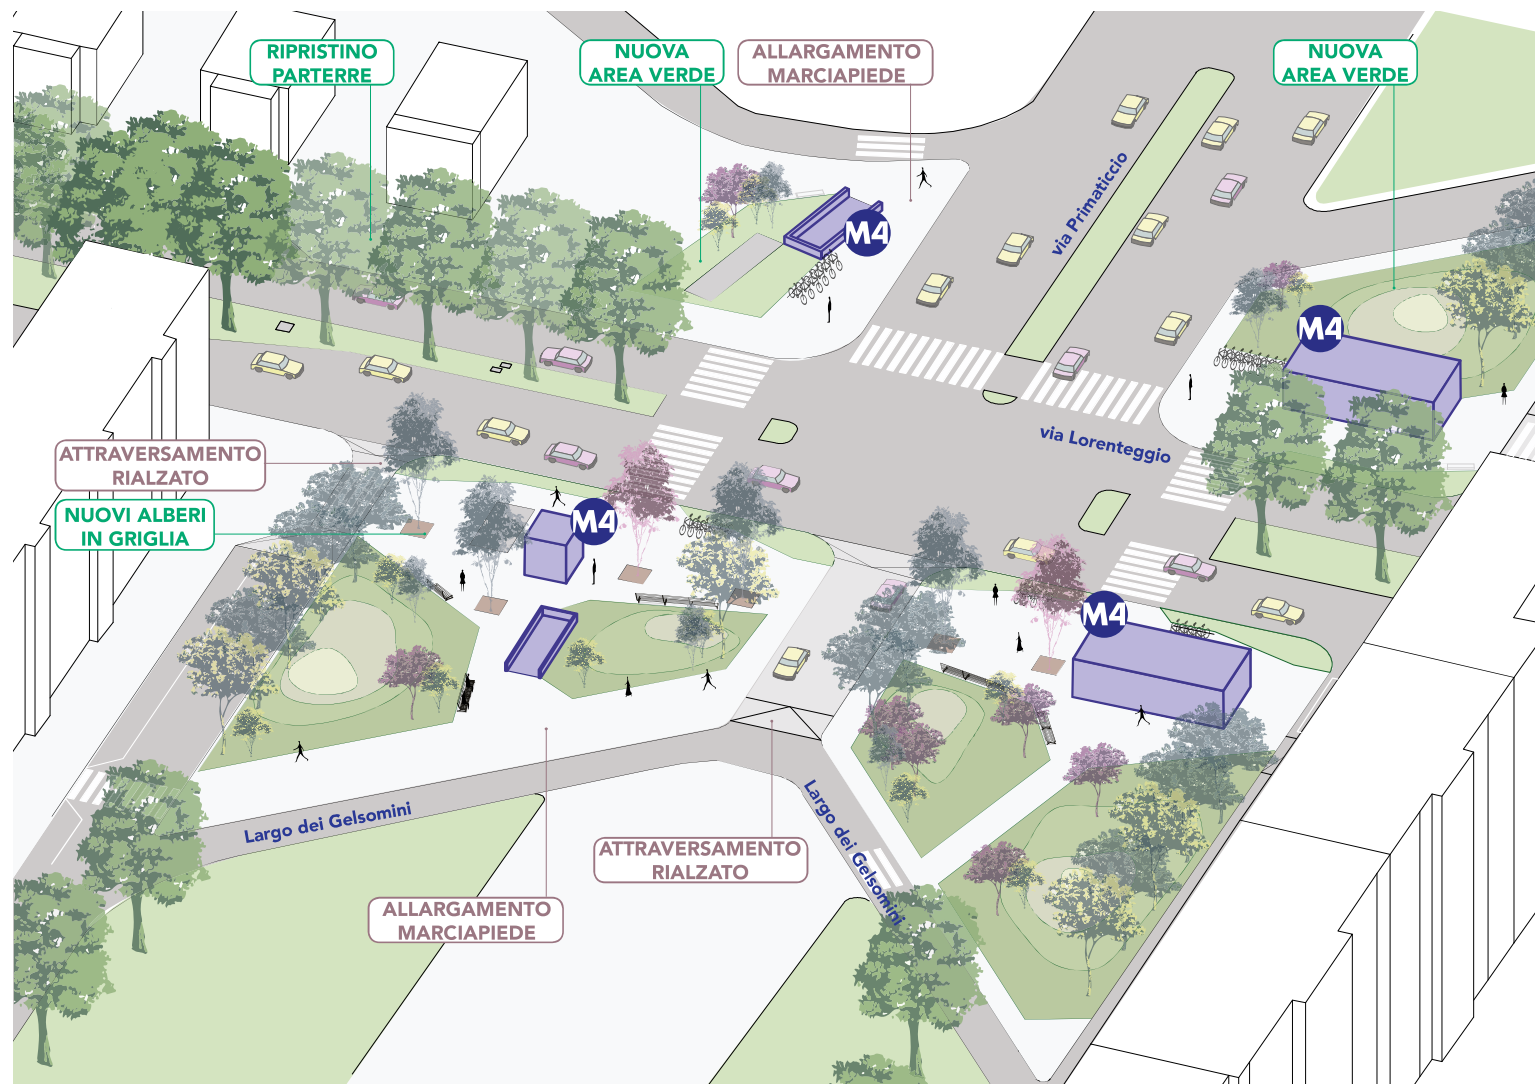 RIPRISTINO
PARTERRE
NUOVA
AREA VERDE
ALLARGAMENTO
MARCIAPIEDE
NUOVA
AREA VERDE
via Primaticcio
M4
M4
via Lorenteggio
ATTRAVERSAMENTO
RIALZATO
NUOVI ALBERI
IN GRIGLIA
M4
M4
Largo dei Gelsomini
Largo dei Gelsomini
ATTRAVERSAMENTO
RIALZATO
ALLARGAMENTO
MARCIAPIEDE